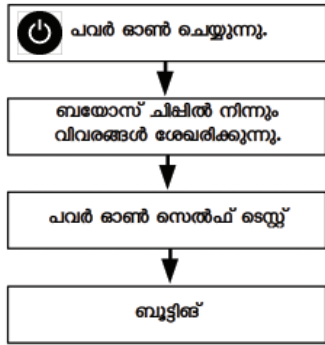 പവർ ഓൺ ചെയ്യുന്നു.
ബയോസ് ചിപ്പിൽ നിന്നും
വിവരങ്ങൾ ശേഖരിക്കുന്നു.
പവർ ഓൺ സെൽഫ് ടെസ്റ്റ്
ബൂട്ടിങ്